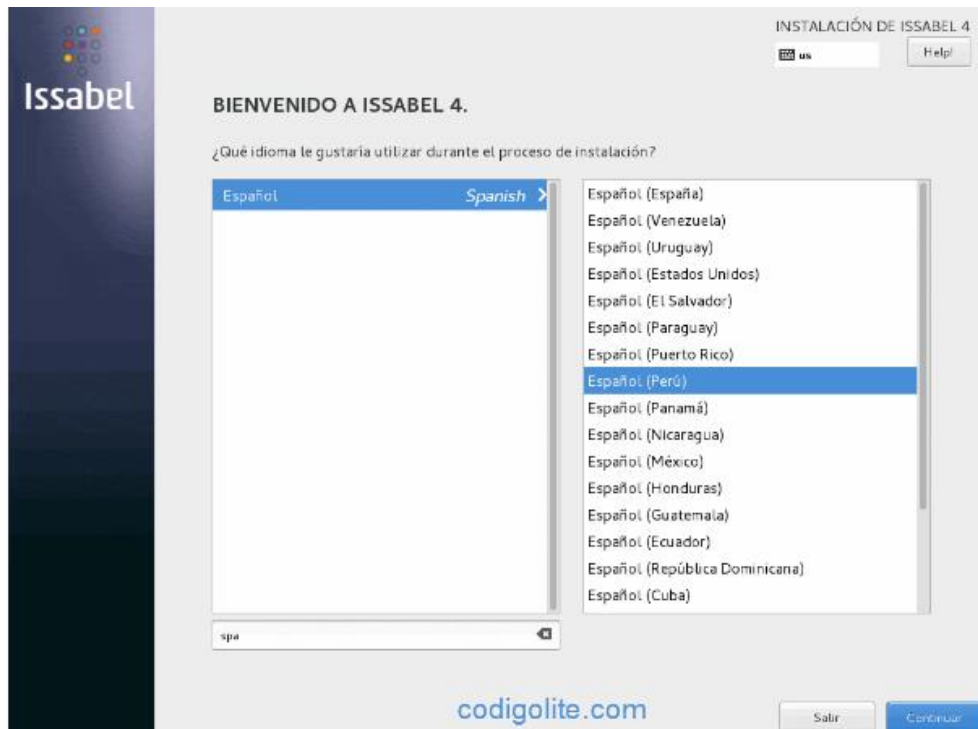 INSTALACIÓN DE ISSABEL 4
us
Help!
Issabel
BIENVENIDO A ISSABEL 4.
¿Qué idioma le gustaría utilizar durante el proceso de instalación?
Español Spanish
Español (España)
Español (Venezuela)
Español (Uruguay)
Español (Estados Unidos)
Español (El Salvador)
Español (Paraguay)
Español (Puerto Rico)
Español (Perú)
Español (Panamá)
Español (Nicaragua)
Español (México)
Español (Honduras)
Español (Guatemala)
Español (Ecuador)
Español (República Dominicana)
Español (Cuba)
spa
codigolite.com
Salir
Continuar